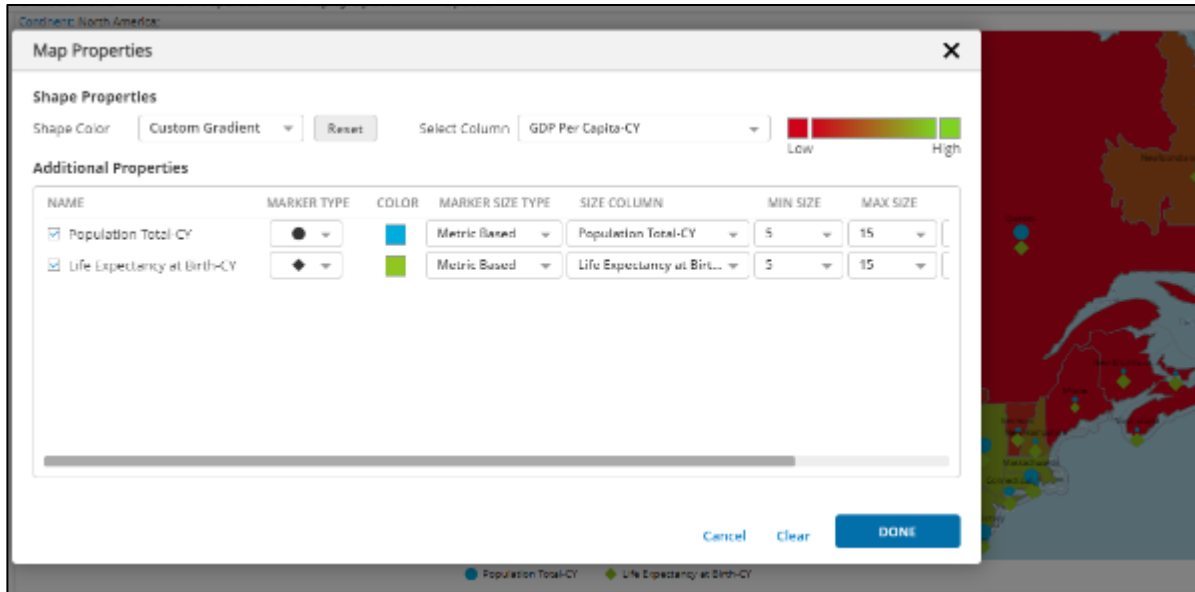 Continent: North America:
Map Properties
Shape Properties
Shape Color Custom Gradient Reset Select Column GDP Per Capita-CY
Low High
Additional Properties
NAME MARKER TYPE COLOR MARKER SIZE TYPE SIZE COLUMN MIN SIZE MAX SIZE
Population Total-CY Metric Based Population Total-CY 5 15
Life Expectancy at Birth-CY Metric Based Life Expectancy at Birt... 5 15
Quebec
Maine
Massachusetts
Cancel Clear DONE
Population Total-CY Life Expectancy at Birth-CY